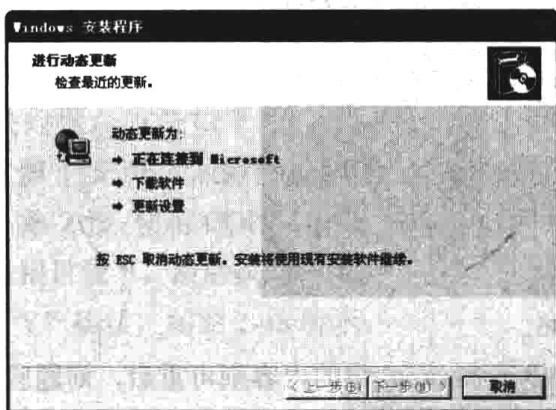 Windows 安装程序
进行动态更新
检查最近的更新。
动态更新为:
➡ 正在连接到 Microsoft
➡ 下载软件
➡ 更新设置
按 ESC 取消动态更新。安装将使用现有安装软件继续。
< 上一步(B) 下一步(N) > 取消